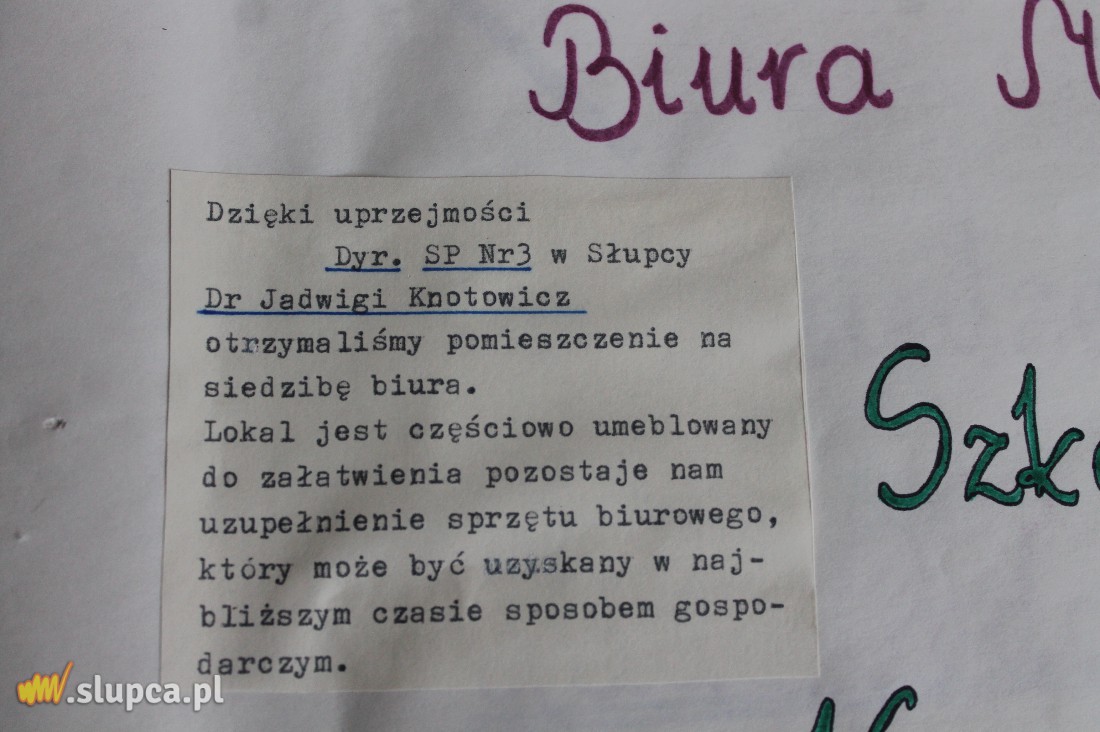 Biura
Dzięki uprzejmości
Dyr. SP Nr3 w Słupcy
Dr Jadwigi Knotowicz
otrzymaliśmy pomieszczenie na
siedzibę biura.
Lokal jest częściowo umeblowany
do załatwienia pozostaje nam
uzupełnienie sprzętu biurowego,
który może być uzyskany w naj-
bliższym czasie sposobem gospo-
darczym.
Szk
www.slupca.pl